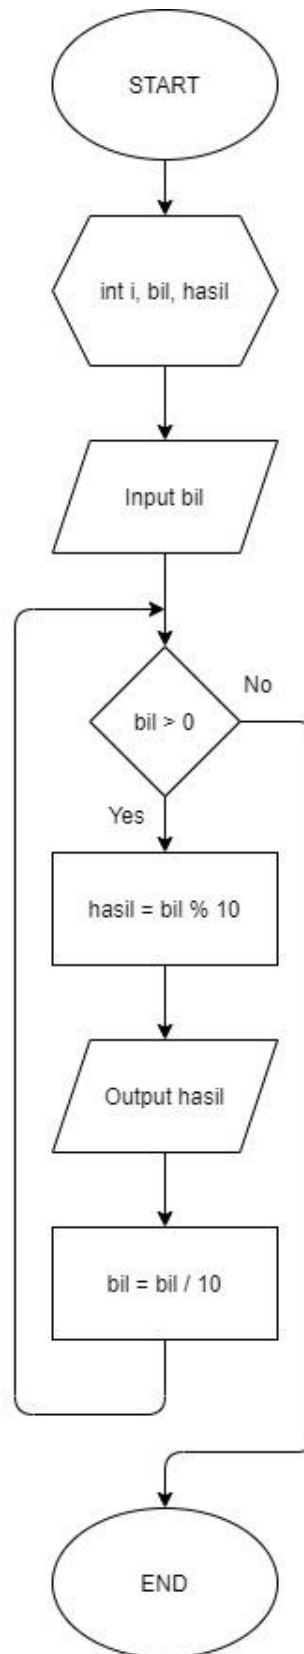 START
int i, bil, hasil
Input bil
bil > 0
No
Yes
hasil = bil % 10
Output hasil
bil = bil / 10
END